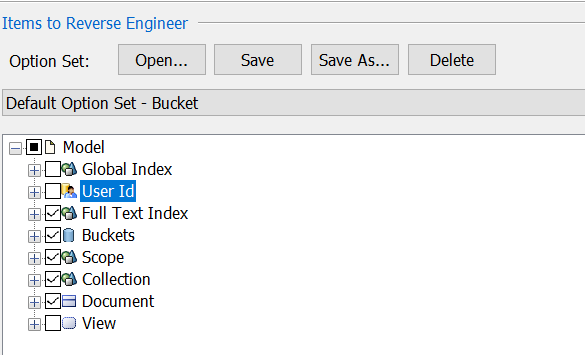 Items to Reverse Engineer
Option Set: Open... Save Save As... Delete
Default Option Set - Bucket
Model
Global Index
User Id
Full Text Index
Buckets
Scope
Collection
Document
View